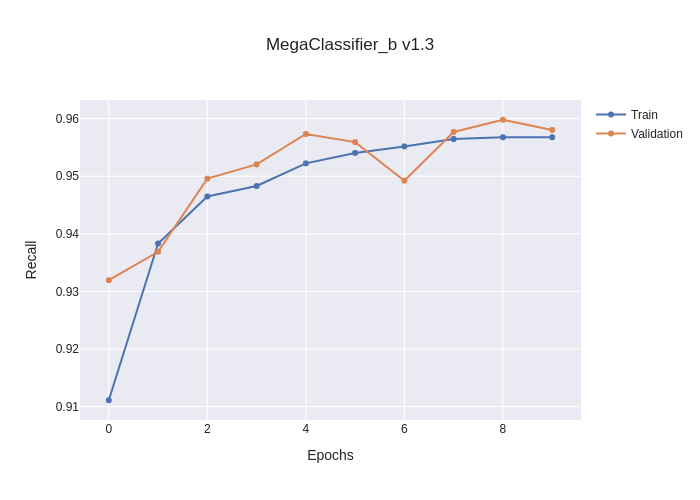 MegaClassifier_b v1.3
Train
Validation
0.96
0.95
0.94
0.93
0.92
0.91
Recall
0 2 4 6 8
Epochs